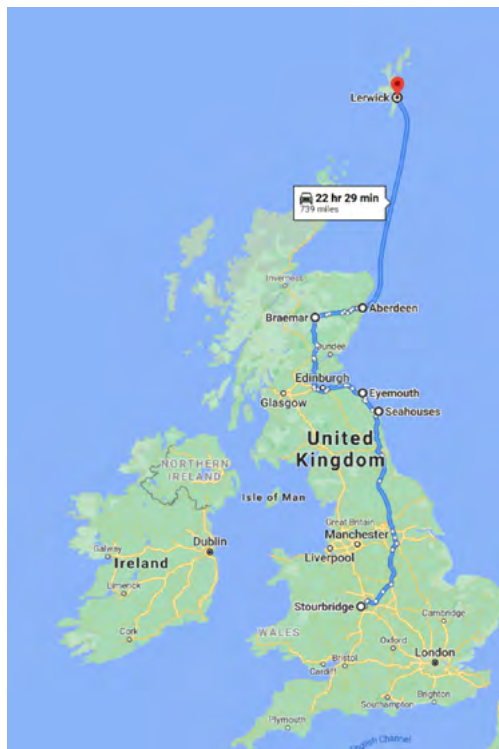 Lerwick
22 hr 29 min
739 miles
Inverness
Aberdeen
Braemar
Dundee
Edinburgh
Glasgow
Eyemouth
Seahouses
United
Kingdom
NORTHERN
IRELAND
Isle of Man
Great Britain
Manchester
Liverpool
Dublin
Galway
Ireland
Limerick
Stourbridge
Cork
WALES
Cambridge
Oxford
London
Bristol
Cardiff
Southampton
Brighton
Plymouth
English Channel